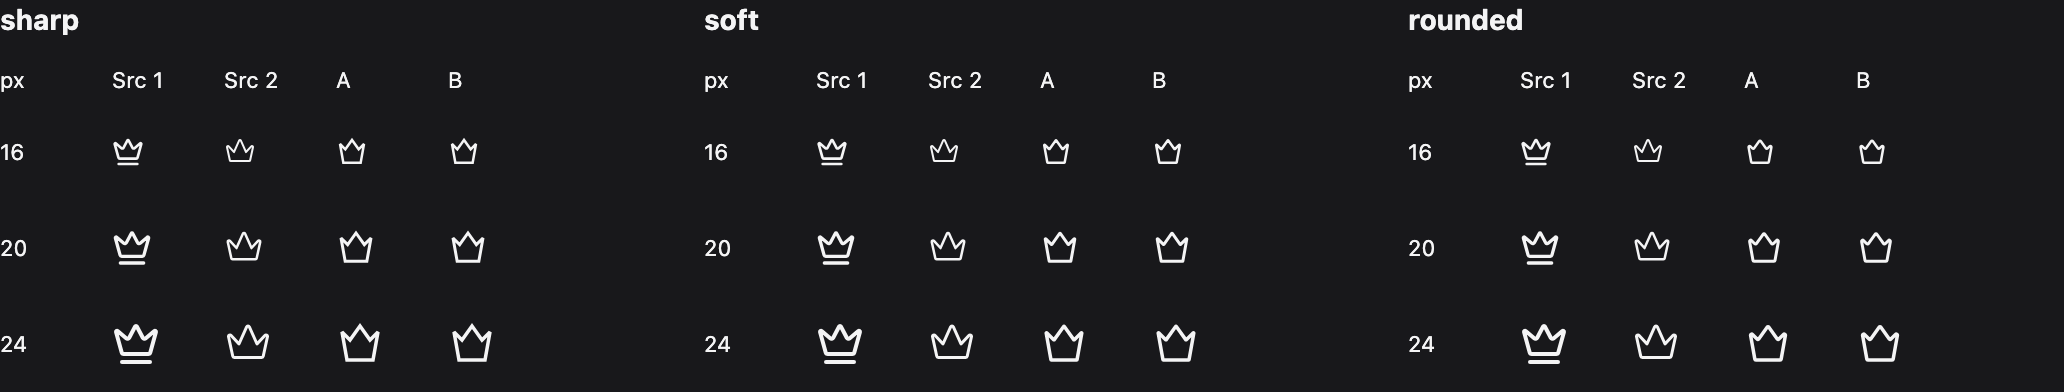 sharp soft rounded
px Src 1 Src 2 A B px Src 1 Src 2 A B px Src 1 Src 2 A B
16 16 16
20 20 20
24 24 24